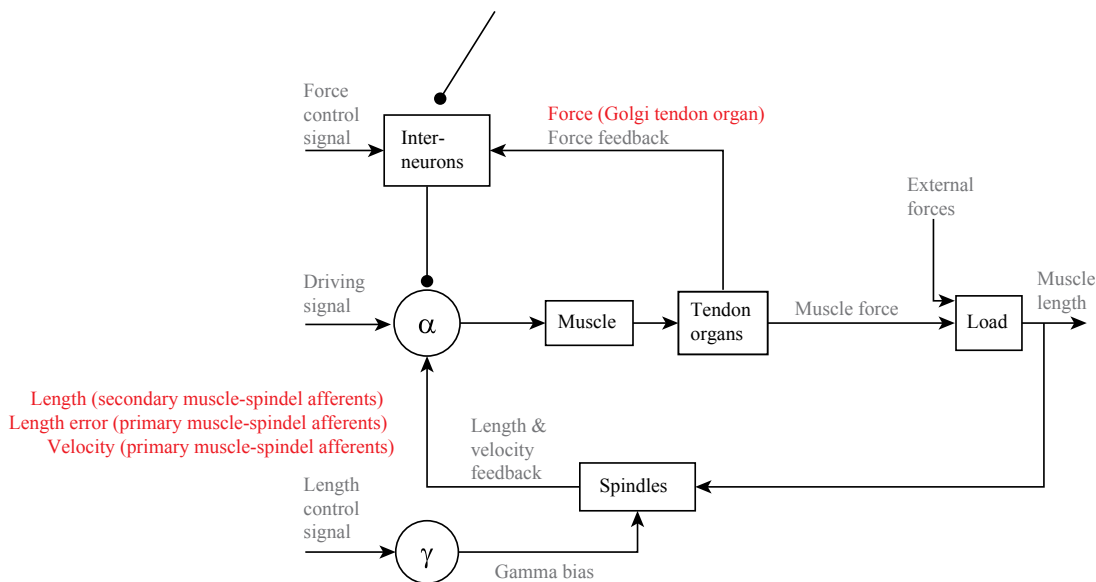 Force
control
signal
Inter-
neurons
Force (Golgi tendon organ)
Force feedback
External
forces
Driving
signal
α
Muscle
Tendon
organs
Muscle force
Load
Muscle
length
Length (secondary muscle-spindel afferents)
Length error (primary muscle-spindel afferents)
Velocity (primary muscle-spindel afferents)
Length &
velocity
feedback
Spindles
Length
control
signal
γ
Gamma bias